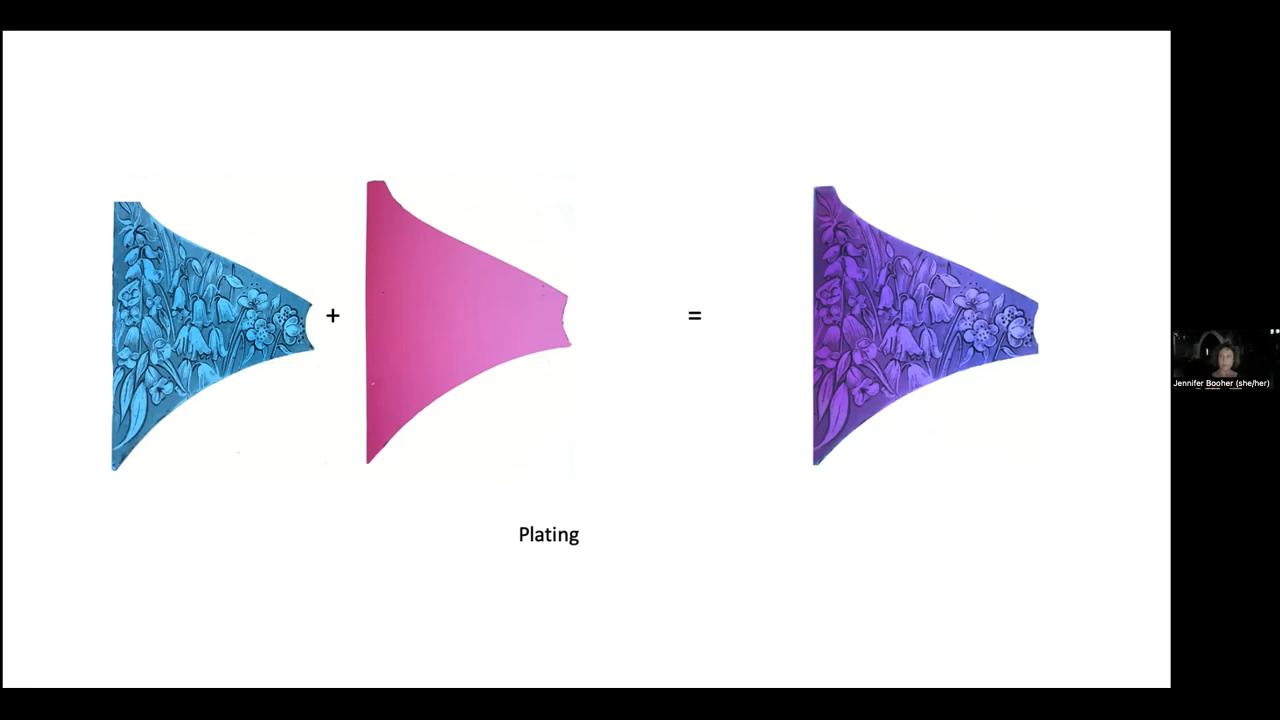 +
=
Plating
Jennifer Booher (she/her)